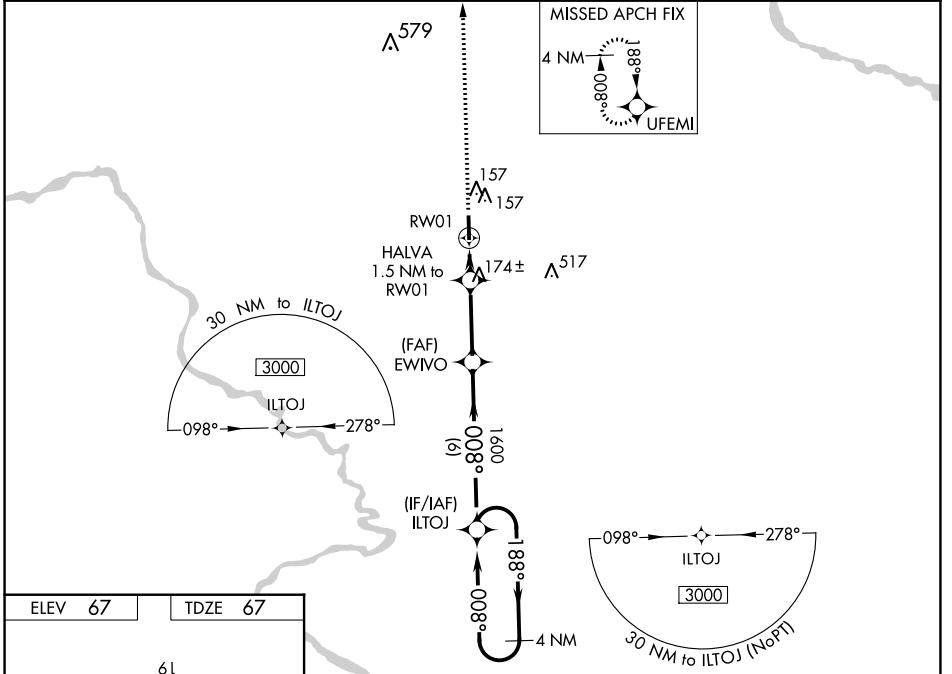 579
MISSED APCH FIX
4 NM
188°
008°
UFEMI
157
157
RW01
HALVA
1.5 NM to
RW01
174±
517
30 NM to ILTOJ
3000
ILTOJ
098°
278°
(FAF)
EWIVO
1600
008°
(6)
(IF/IAF)
ILTOJ
188°
008°
4 NM
098°
278°
ILTOJ
3000
30 NM to ILTOJ (NoPT)
ELEV 67
TDZE 67